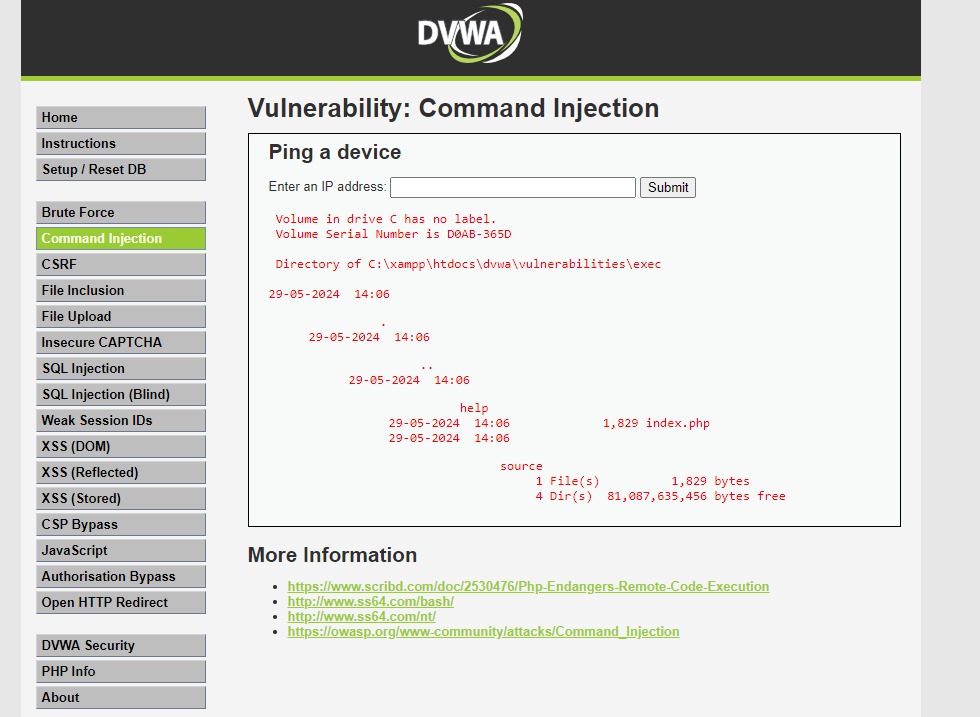 DVWA
Home
Instructions
Setup / Reset DB
Brute Force
Command Injection
CSRF
File Inclusion
File Upload
Insecure CAPTCHA
SQL Injection
SQL Injection (Blind)
Weak Session IDs
XSS (DOM)
XSS (Reflected)
XSS (Stored)
CSP Bypass
JavaScript
Authorisation Bypass
Open HTTP Redirect
DVWA Security
PHP Info
About
Vulnerability: Command Injection
Ping a device
Enter an IP address: Submit
Volume in drive C has no label.
Volume Serial Number is D0AB-365D
Directory of C:\xampp\htdocs\dvwa\vulnerabilities\exec
29-05-2024  14:06
.
29-05-2024  14:06
..
29-05-2024  14:06
help
29-05-2024  14:06             1,829 index.php
29-05-2024  14:06
source
1 File(s)          1,829 bytes
4 Dir(s)  81,087,635,456 bytes free
More Information
• https://www.scribd.com/doc/2530476/Php-Endangers-Remote-Code-Execution
• http://www.ss64.com/bash/
• http://www.ss64.com/nt/
• https://owasp.org/www-community/attacks/Command_Injection